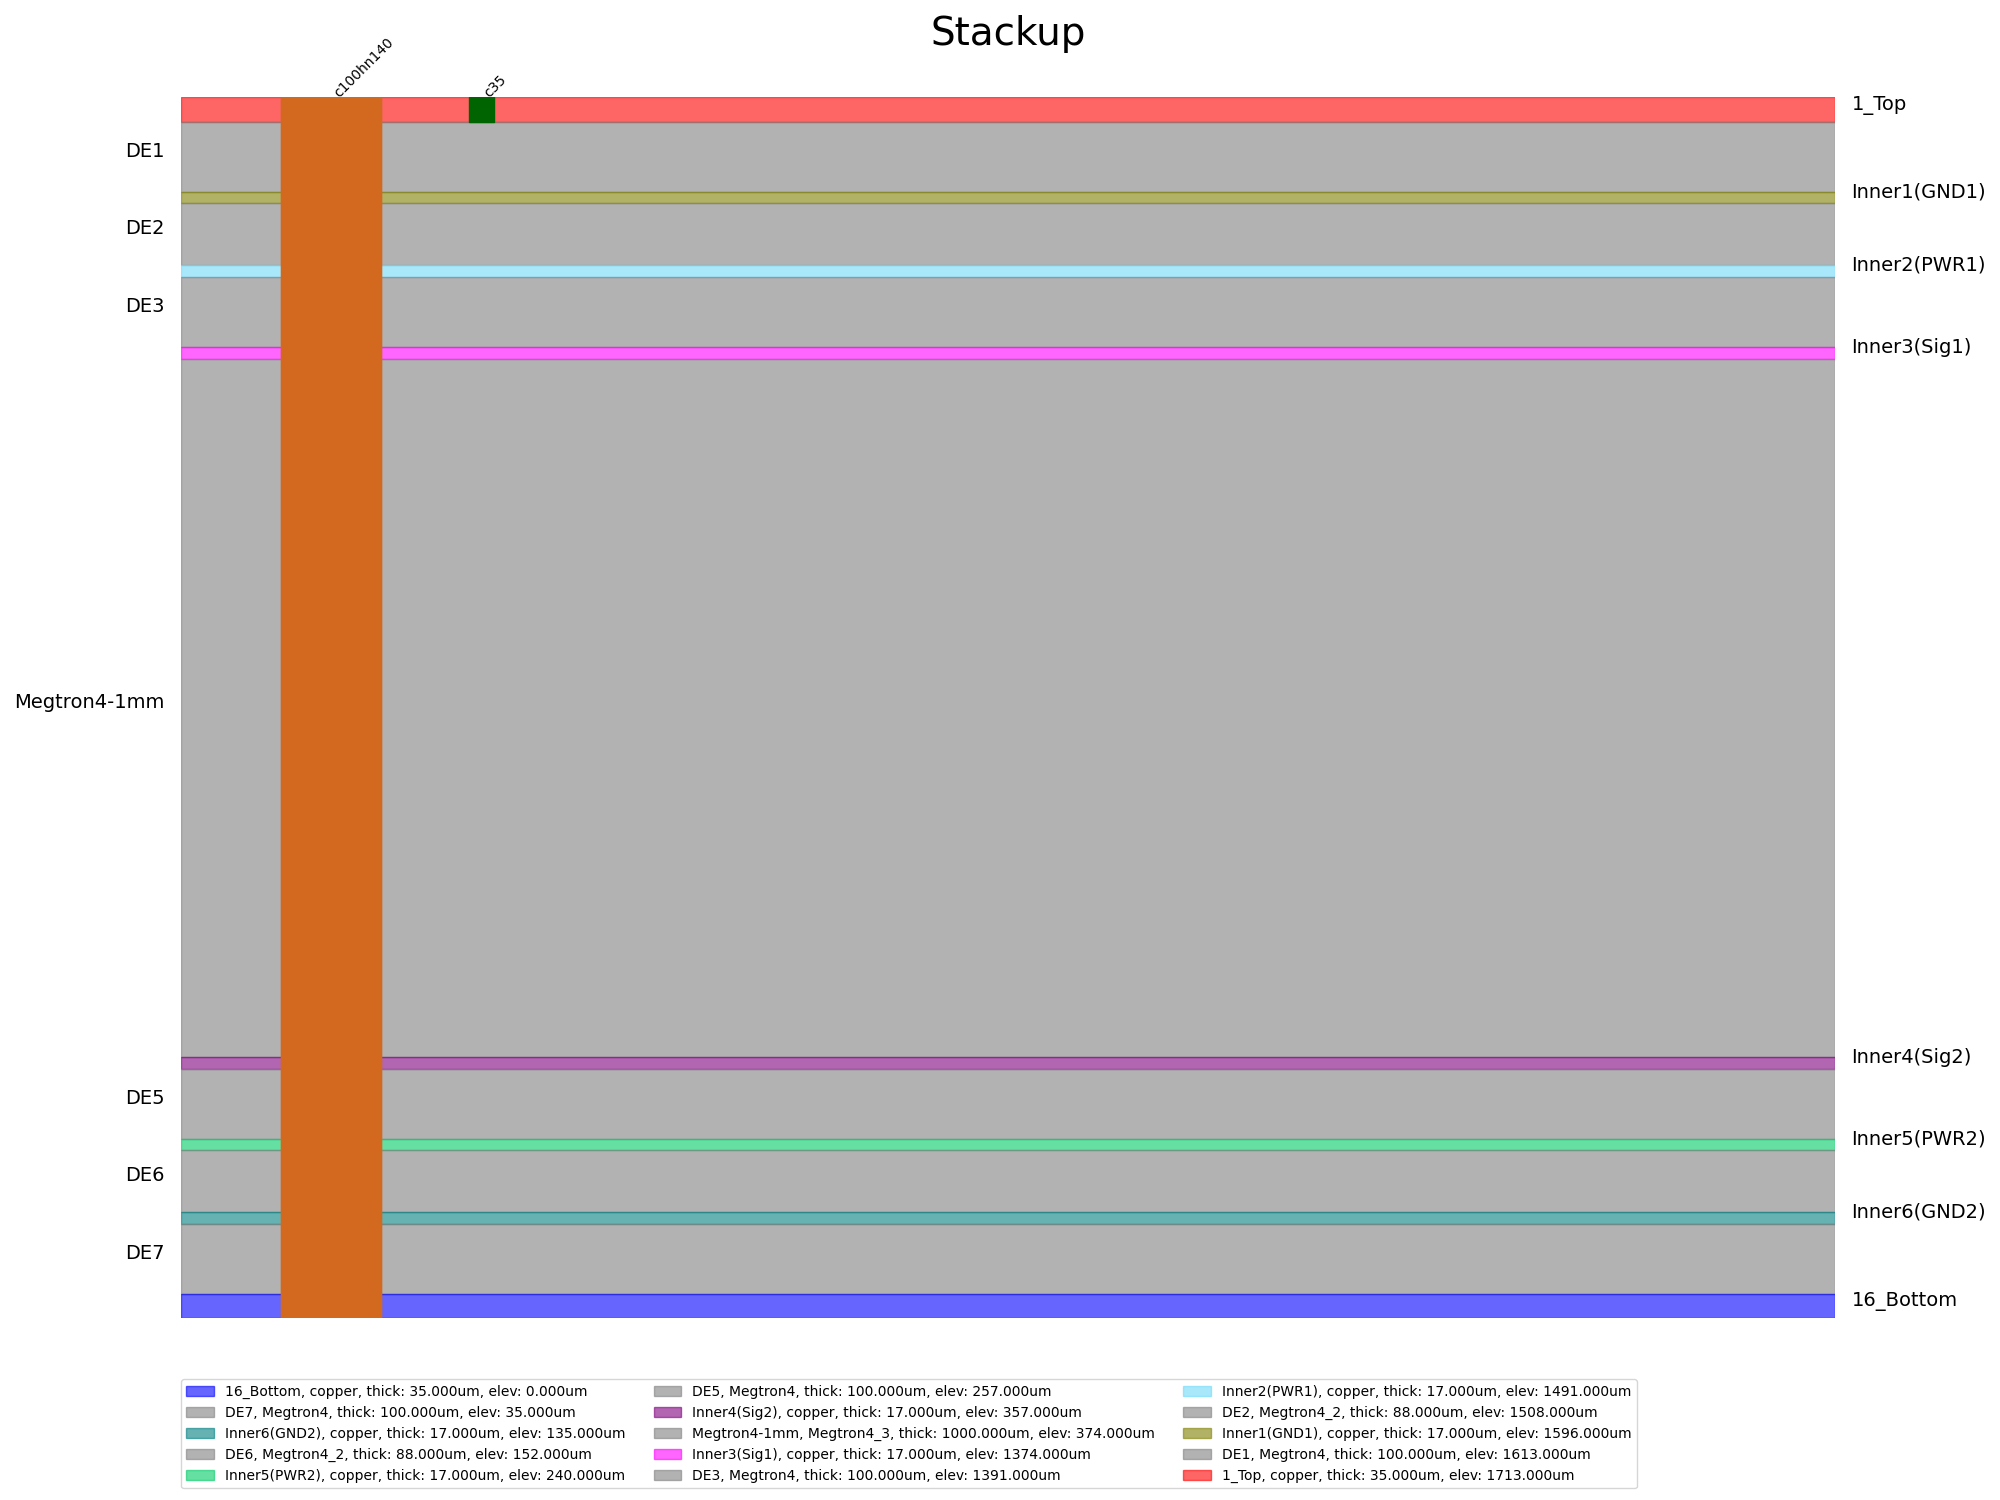 Stackup
c100hn140
c35
1_Top
DE1
Inner1(GND1)
DE2
Inner2(PWR1)
DE3
Inner3(Sig1)
Megtron4-1mm
Inner4(Sig2)
DE5
Inner5(PWR2)
DE6
Inner6(GND2)
DE7
16_Bottom
16_Bottom, copper, thick: 35.000um, elev: 0.000um
DE7, Megtron4, thick: 100.000um, elev: 35.000um
Inner6(GND2), copper, thick: 17.000um, elev: 135.000um
DE6, Megtron4_2, thick: 88.000um, elev: 152.000um
Inner5(PWR2), copper, thick: 17.000um, elev: 240.000um
DE5, Megtron4, thick: 100.000um, elev: 257.000um
Inner4(Sig2), copper, thick: 17.000um, elev: 357.000um
Megtron4-1mm, Megtron4_3, thick: 1000.000um, elev: 374.000um
Inner3(Sig1), copper, thick: 17.000um, elev: 1374.000um
DE3, Megtron4, thick: 100.000um, elev: 1391.000um
Inner2(PWR1), copper, thick: 17.000um, elev: 1491.000um
DE2, Megtron4_2, thick: 88.000um, elev: 1508.000um
Inner1(GND1), copper, thick: 17.000um, elev: 1596.000um
DE1, Megtron4, thick: 100.000um, elev: 1613.000um
1_Top, copper, thick: 35.000um, elev: 1713.000um